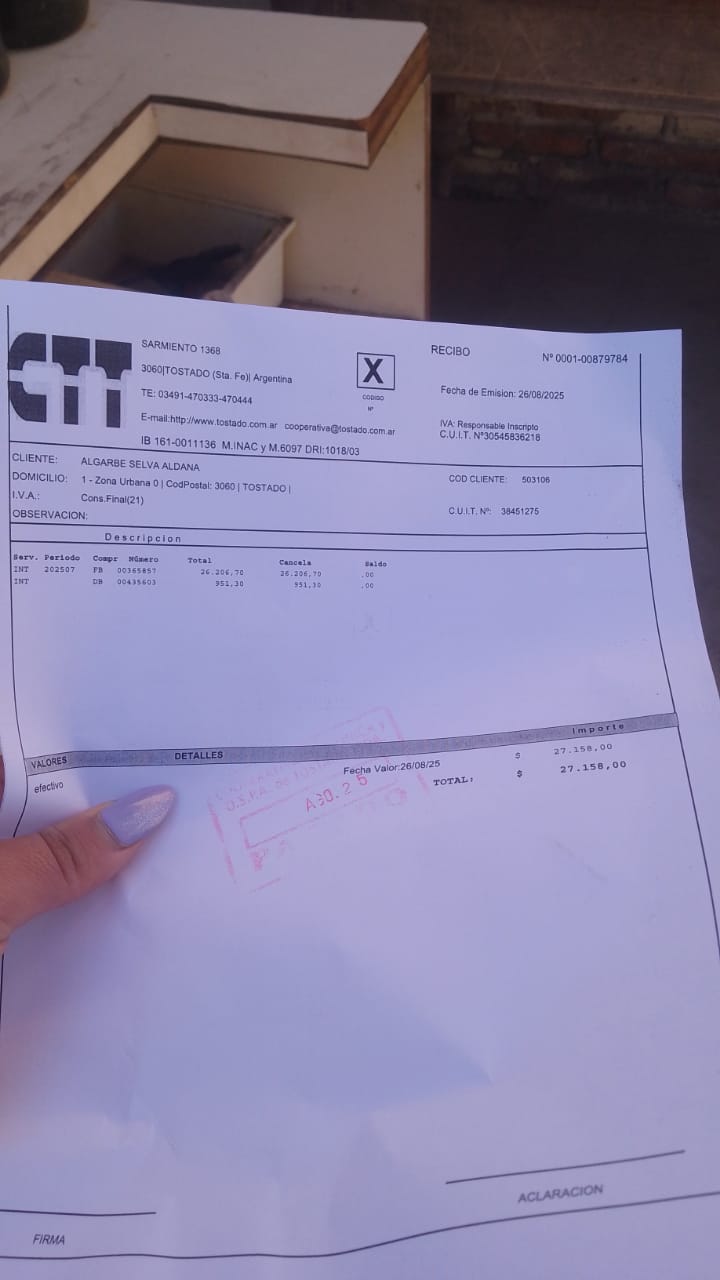 CTT
SARMIENTO 1368
3060|TOSTADO (Sta. Fe)| Argentina
TE: 03491-470333-470444
E-mail:http://www.tostado.com.ar cooperativa@tostado.com.ar
IB 161-0011136 M.INAC y M.6097 DRI:1018/03
X
CODIGO
Nº
RECIBO Nº 0001-00879784
Fecha de Emision: 26/08/2025
IVA: Responsable Inscripto
C.U.I.T. Nº30545836218
CLIENTE: ALGARBE SELVA ALDANA
DOMICILIO: 1 - Zona Urbana 0 | CodPostal: 3060 | TOSTADO |
I.V.A.: Cons.Final(21)
OBSERVACION:
COD CLIENTE: 503106
C.U.I.T. Nº: 38451275
Descripcion
Serv. Periodo Compr Número Total Cancela Saldo
INT 202507 FB 00365857 26.206,70 26.206,70 .00
INT DB 00435603 951,30 951,30 .00
VALORES DETALLES Importe
efectivo Fecha Valor:26/08/25 $ 27.158,00
TOTAL: $ 27.158,00
FIRMA
ACLARACION